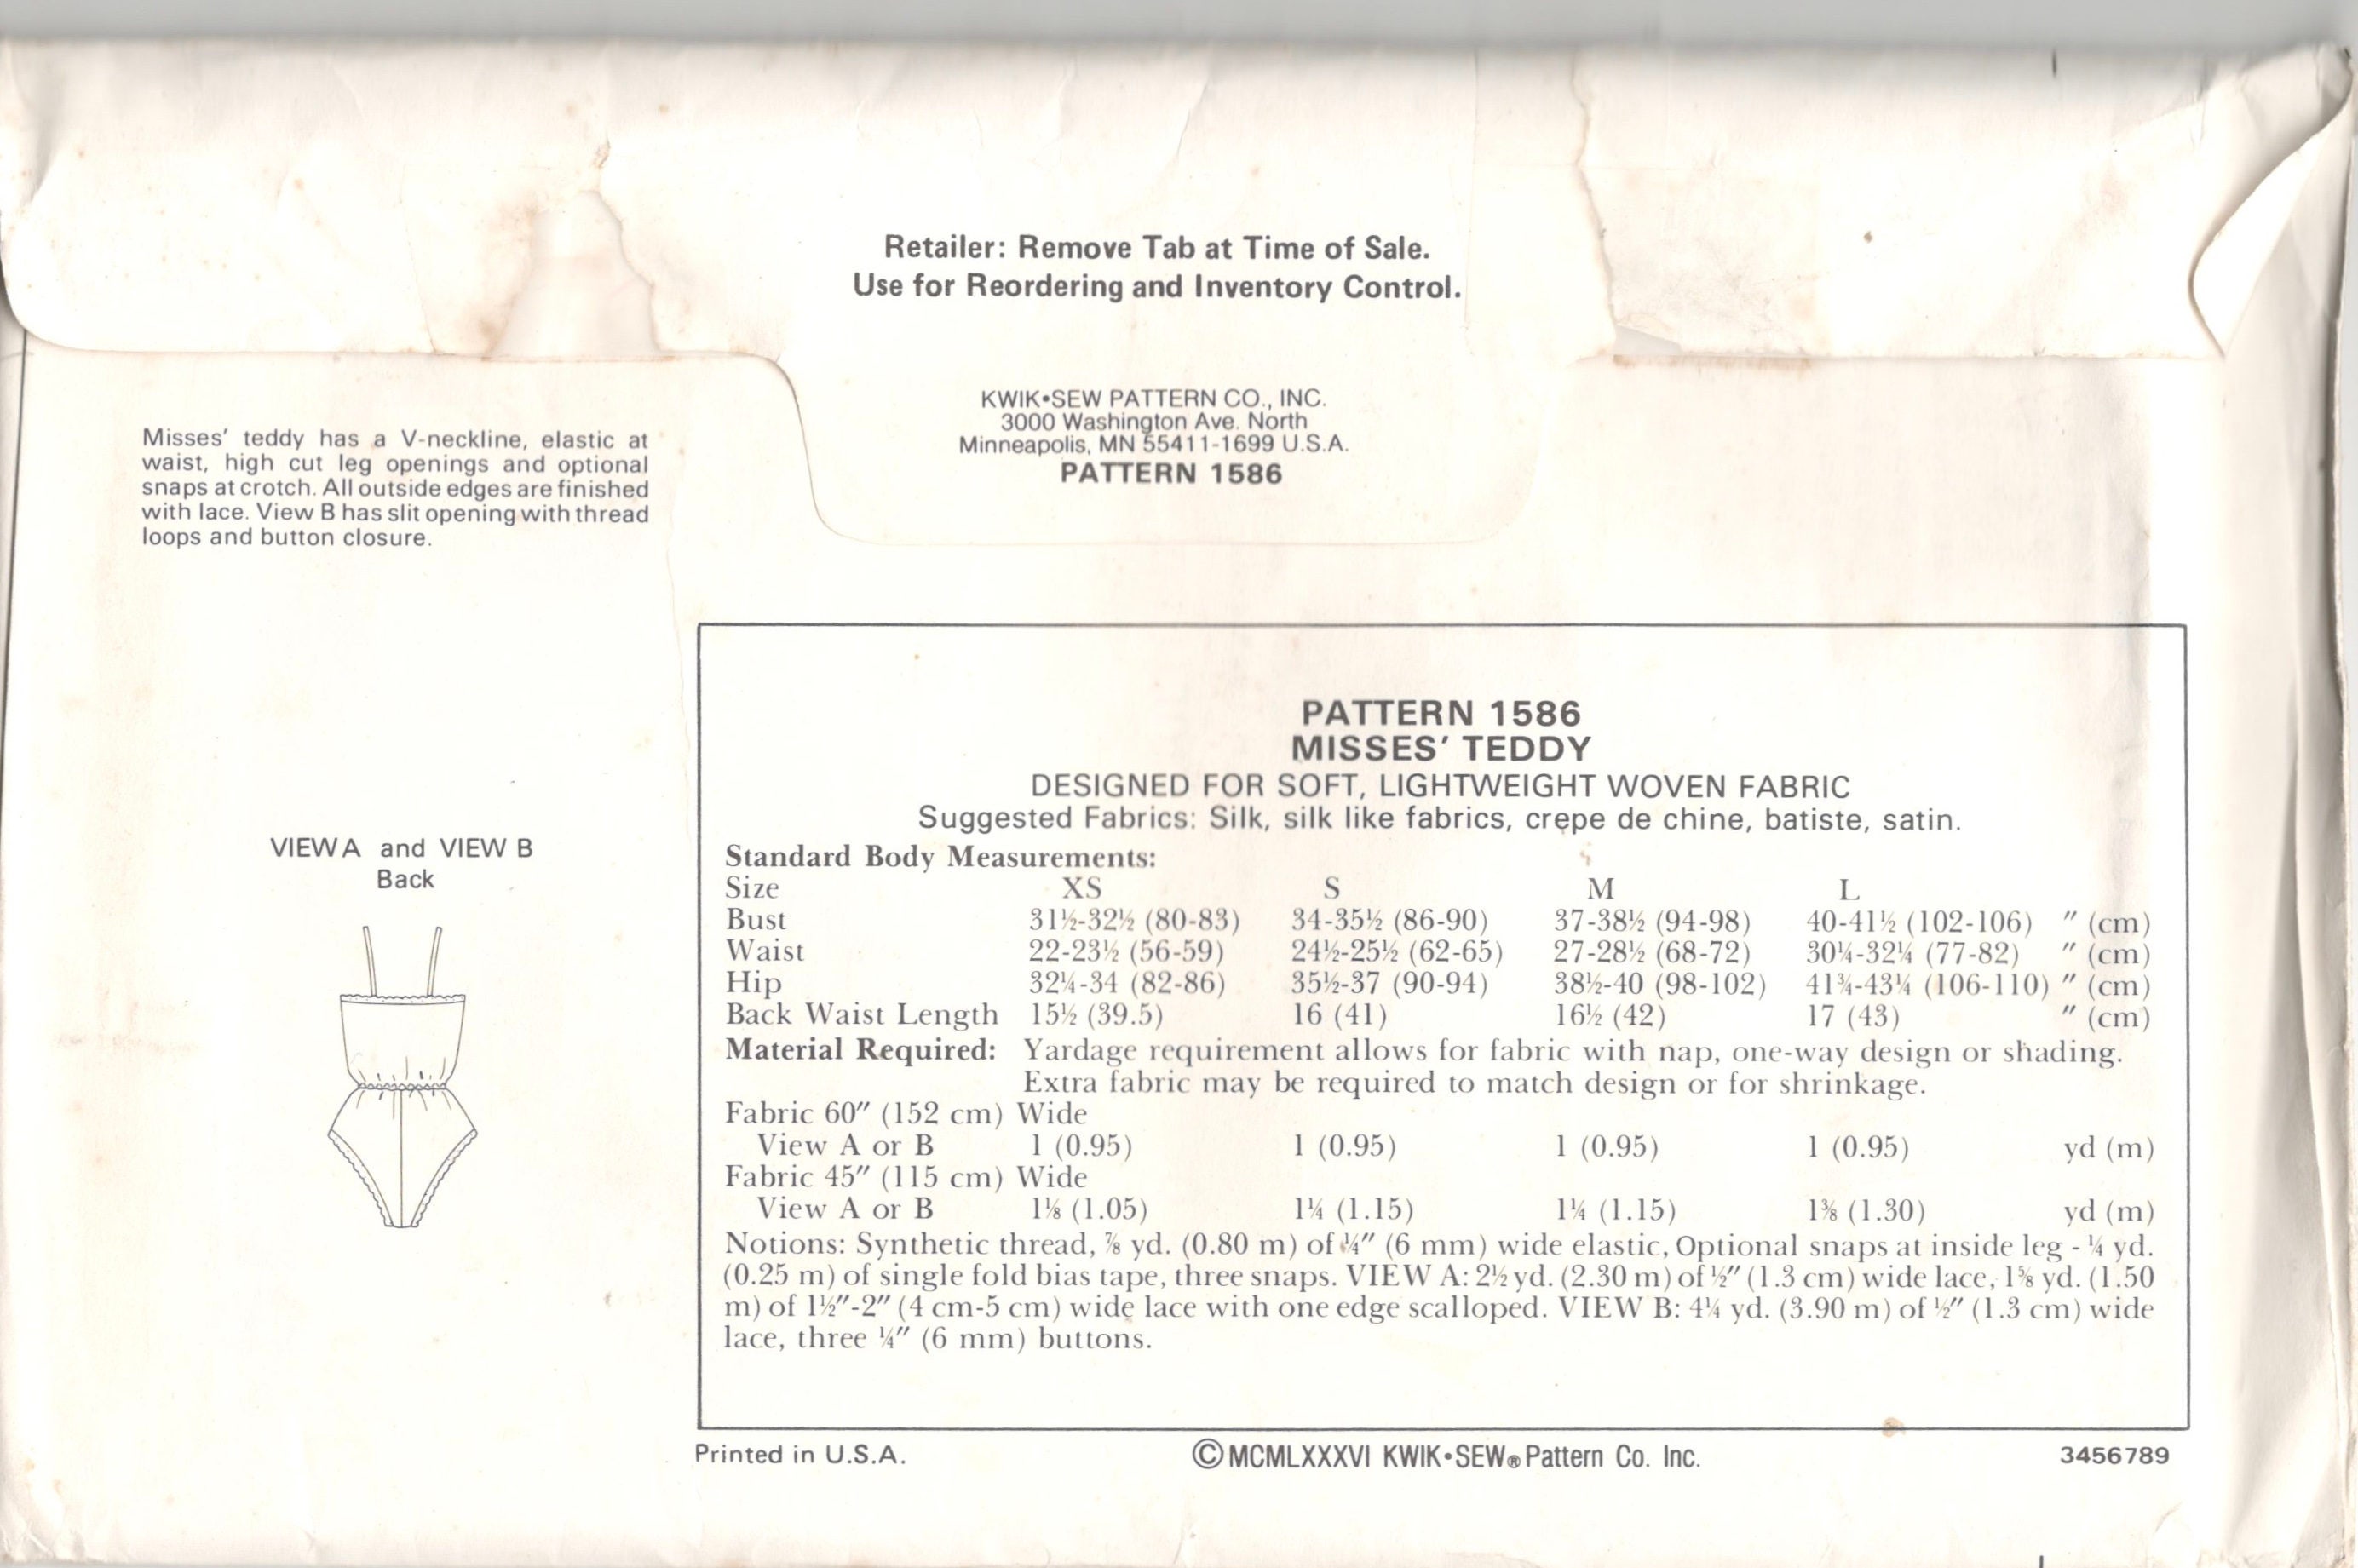 Retailer: Remove Tab at Time of Sale.
Use for Reordering and Inventory Control.
KWIK•SEW PATTERN CO., INC.
3000 Washington Ave. North
Minneapolis, MN 55411-1699 U.S.A.
PATTERN 1586
Misses' teddy has a V-neckline, elastic at
waist, high cut leg openings and optional
snaps at crotch. All outside edges are finished
with lace. View B has slit opening with thread
loops and button closure.
VIEW A and VIEW B
Back
PATTERN 1586
MISSES' TEDDY
DESIGNED FOR SOFT, LIGHTWEIGHT WOVEN FABRIC
Suggested Fabrics: Silk, silk like fabrics, crepe de chine, batiste, satin.
Standard Body Measurements:
Size XS S M L
Bust 31½-32½ (80-83) 34-35½ (86-90) 37-38½ (94-98) 40-41½ (102-106) " (cm)
Waist 22-23½ (56-59) 24½-25½ (62-65) 27-28½ (68-72) 30¼-32¼ (77-82) " (cm)
Hip 32¼-34 (82-86) 35½-37 (90-94) 38½-40 (98-102) 41¾-43¼ (106-110) " (cm)
Back Waist Length 15½ (39.5) 16 (41) 16½ (42) 17 (43) " (cm)
Material Required: Yardage requirement allows for fabric with nap, one-way design or shading.
Extra fabric may be required to match design or for shrinkage.
Fabric 60" (152 cm) Wide
View A or B 1 (0.95) 1 (0.95) 1 (0.95) 1 (0.95) yd (m)
Fabric 45" (115 cm) Wide
View A or B 1⅛ (1.05) 1¼ (1.15) 1¼ (1.15) 1⅜ (1.30) yd (m)
Notions: Synthetic thread, ⅞ yd. (0.80 m) of ¼" (6 mm) wide elastic, Optional snaps at inside leg - ¼ yd.
(0.25 m) of single fold bias tape, three snaps. VIEW A: 2½ yd. (2.30 m) of ½" (1.3 cm) wide lace, 1⅝ yd. (1.50
m) of 1½"-2" (4 cm-5 cm) wide lace with one edge scalloped. VIEW B: 4¼ yd. (3.90 m) of ½" (1.3 cm) wide
lace, three ¼" (6 mm) buttons.
Printed in U.S.A.
©MCMLXXXVI KWIK•SEW® Pattern Co. Inc.
3456789